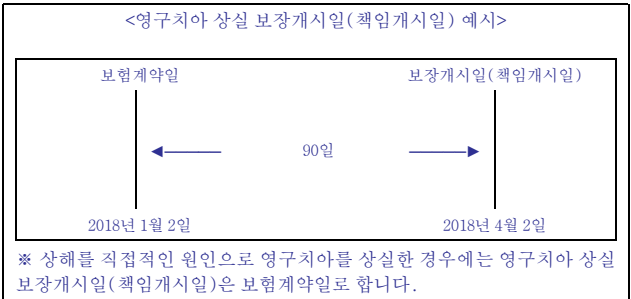 <영구치아 상실 보장개시일(책임개시일) 예시>
보험계약일 보장개시일(책임개시일)
90일
2018년 1월 2일 2018년 4월 2일
※ 상해를 직접적인 원인으로 영구치아를 상실한 경우에는 영구치아 상실
보장개시일(책임개시일)은 보험계약일로 합니다.